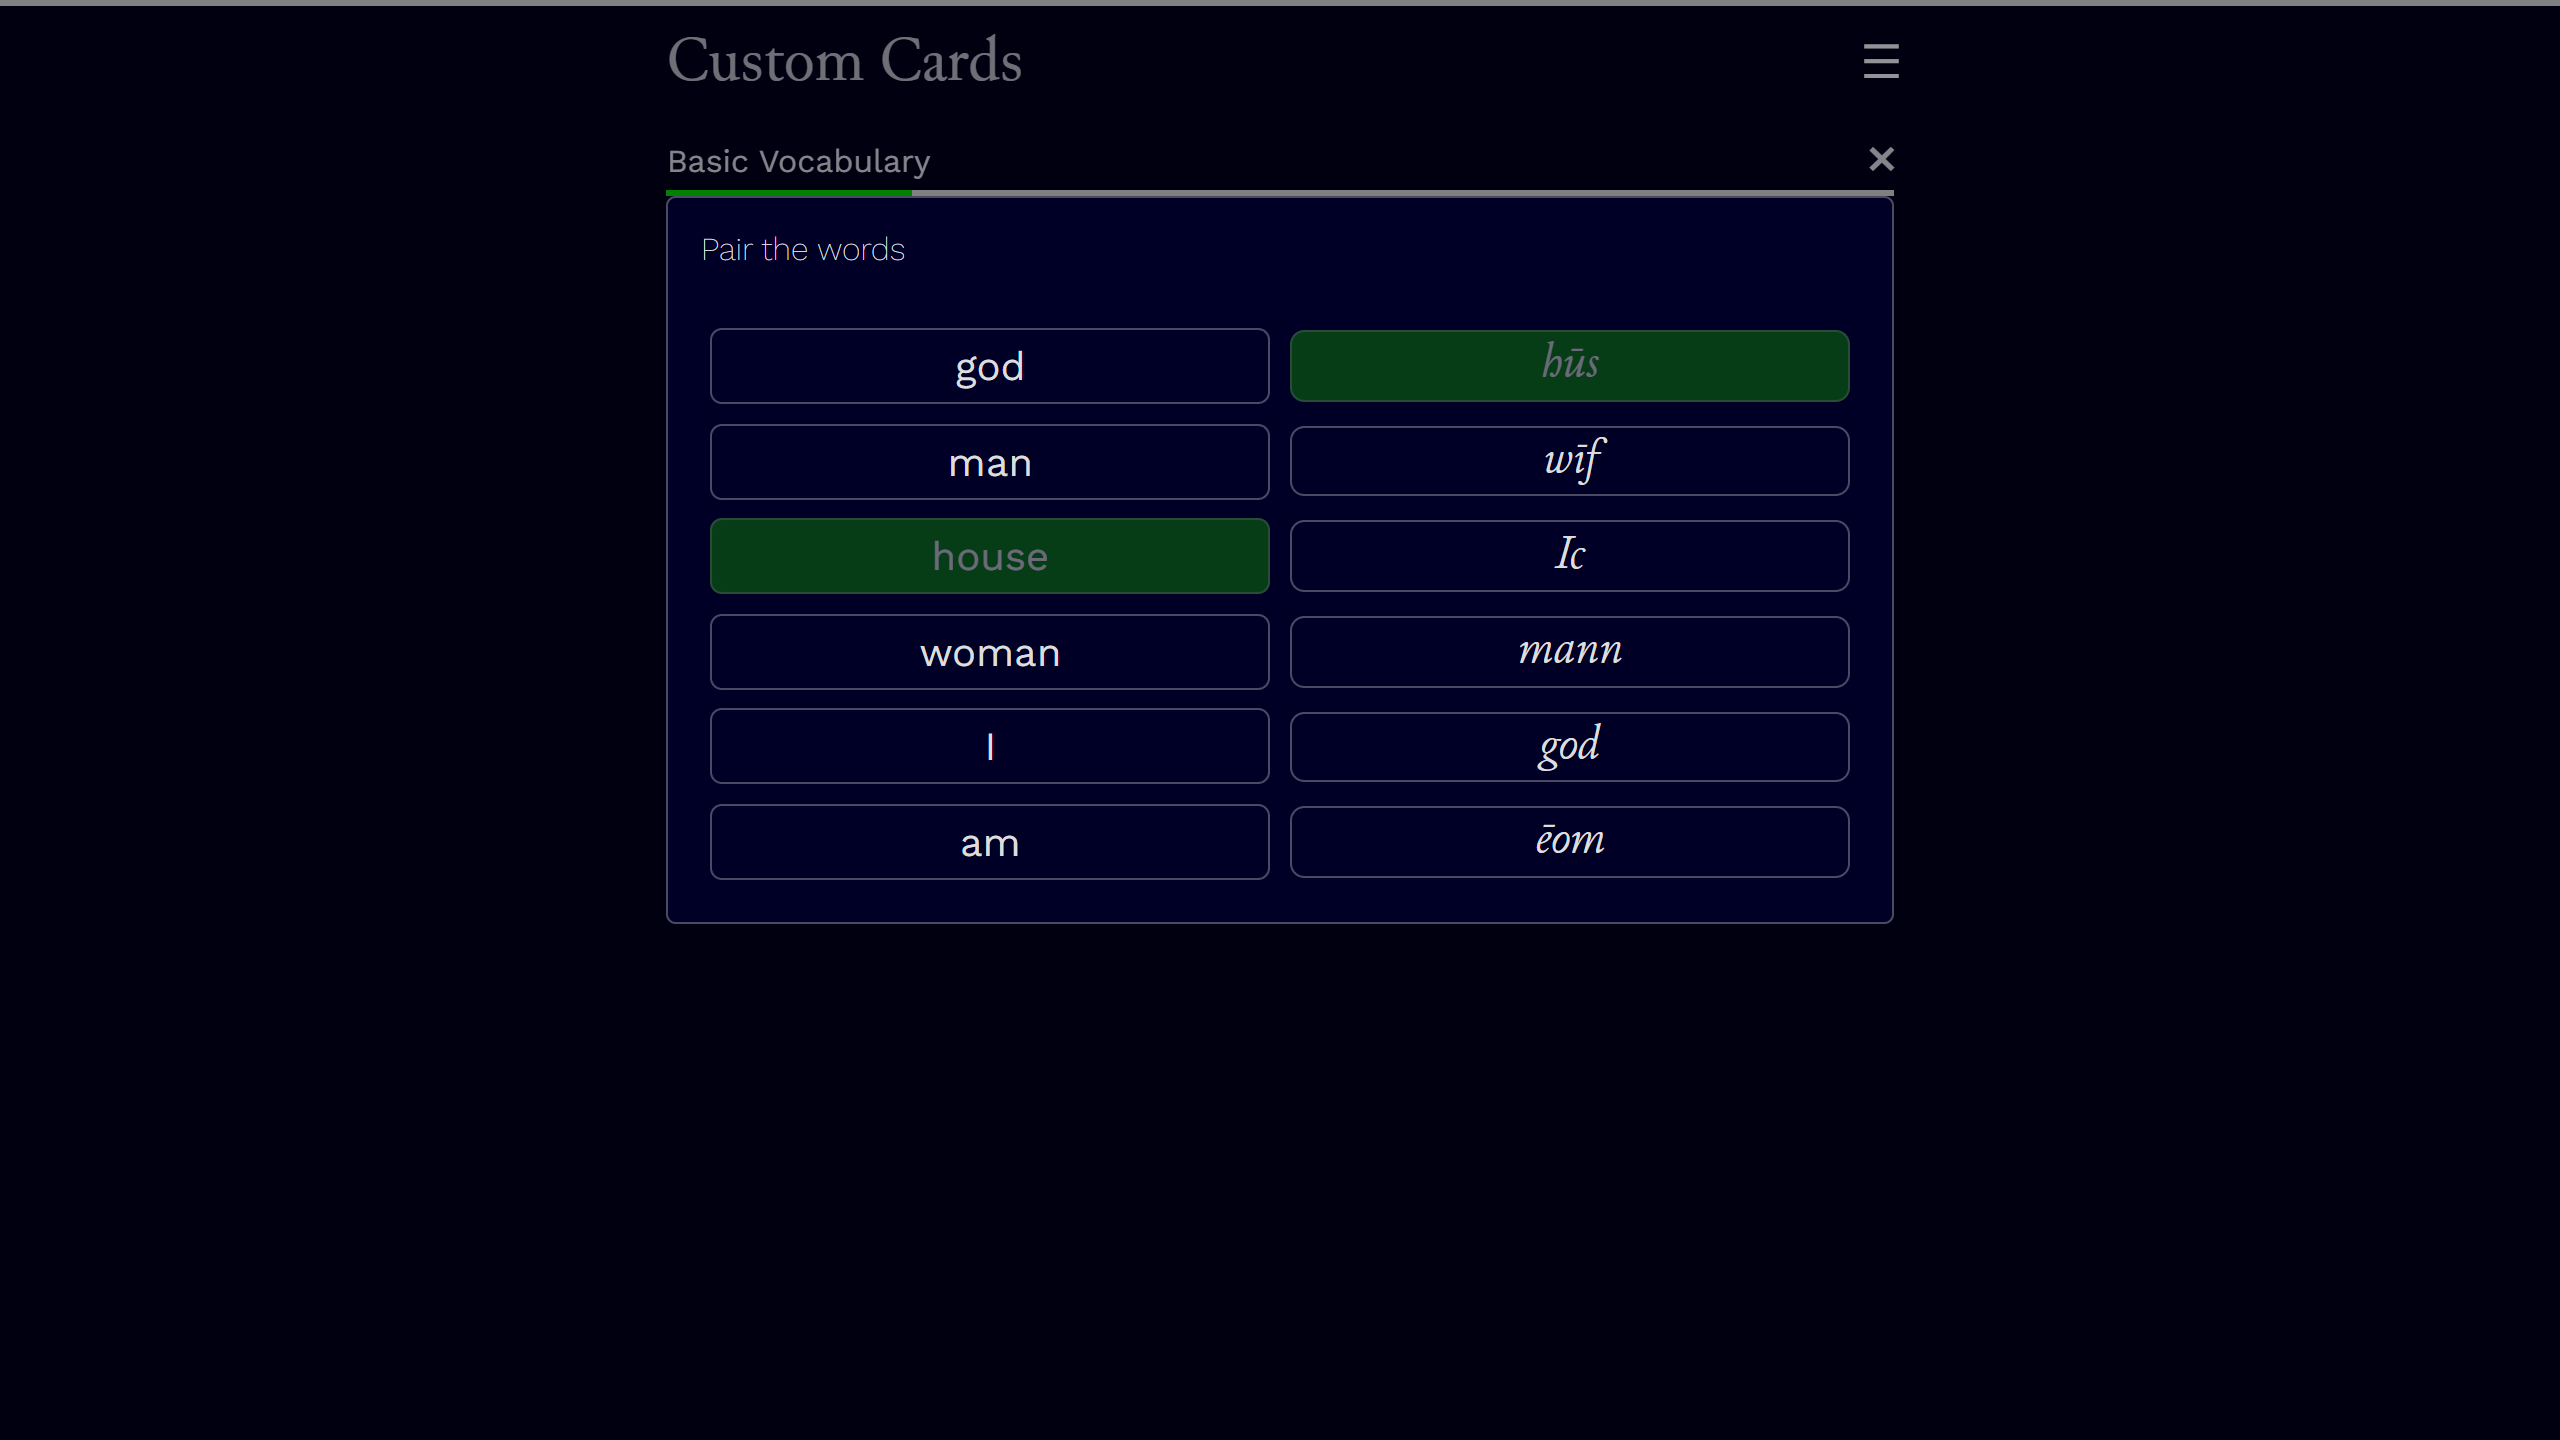 Custom Cards
Basic Vocabulary
Pair the words
god
hūs
man
wīf
house
Ic
woman
mann
I
god
am
ēom